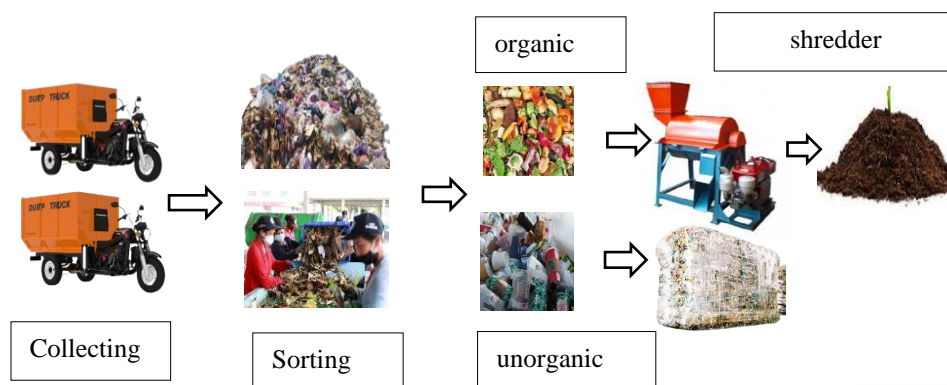 organic
shredder
DUMP TRUCK
DUMP TRUCK
Collecting
Sorting
unorganic